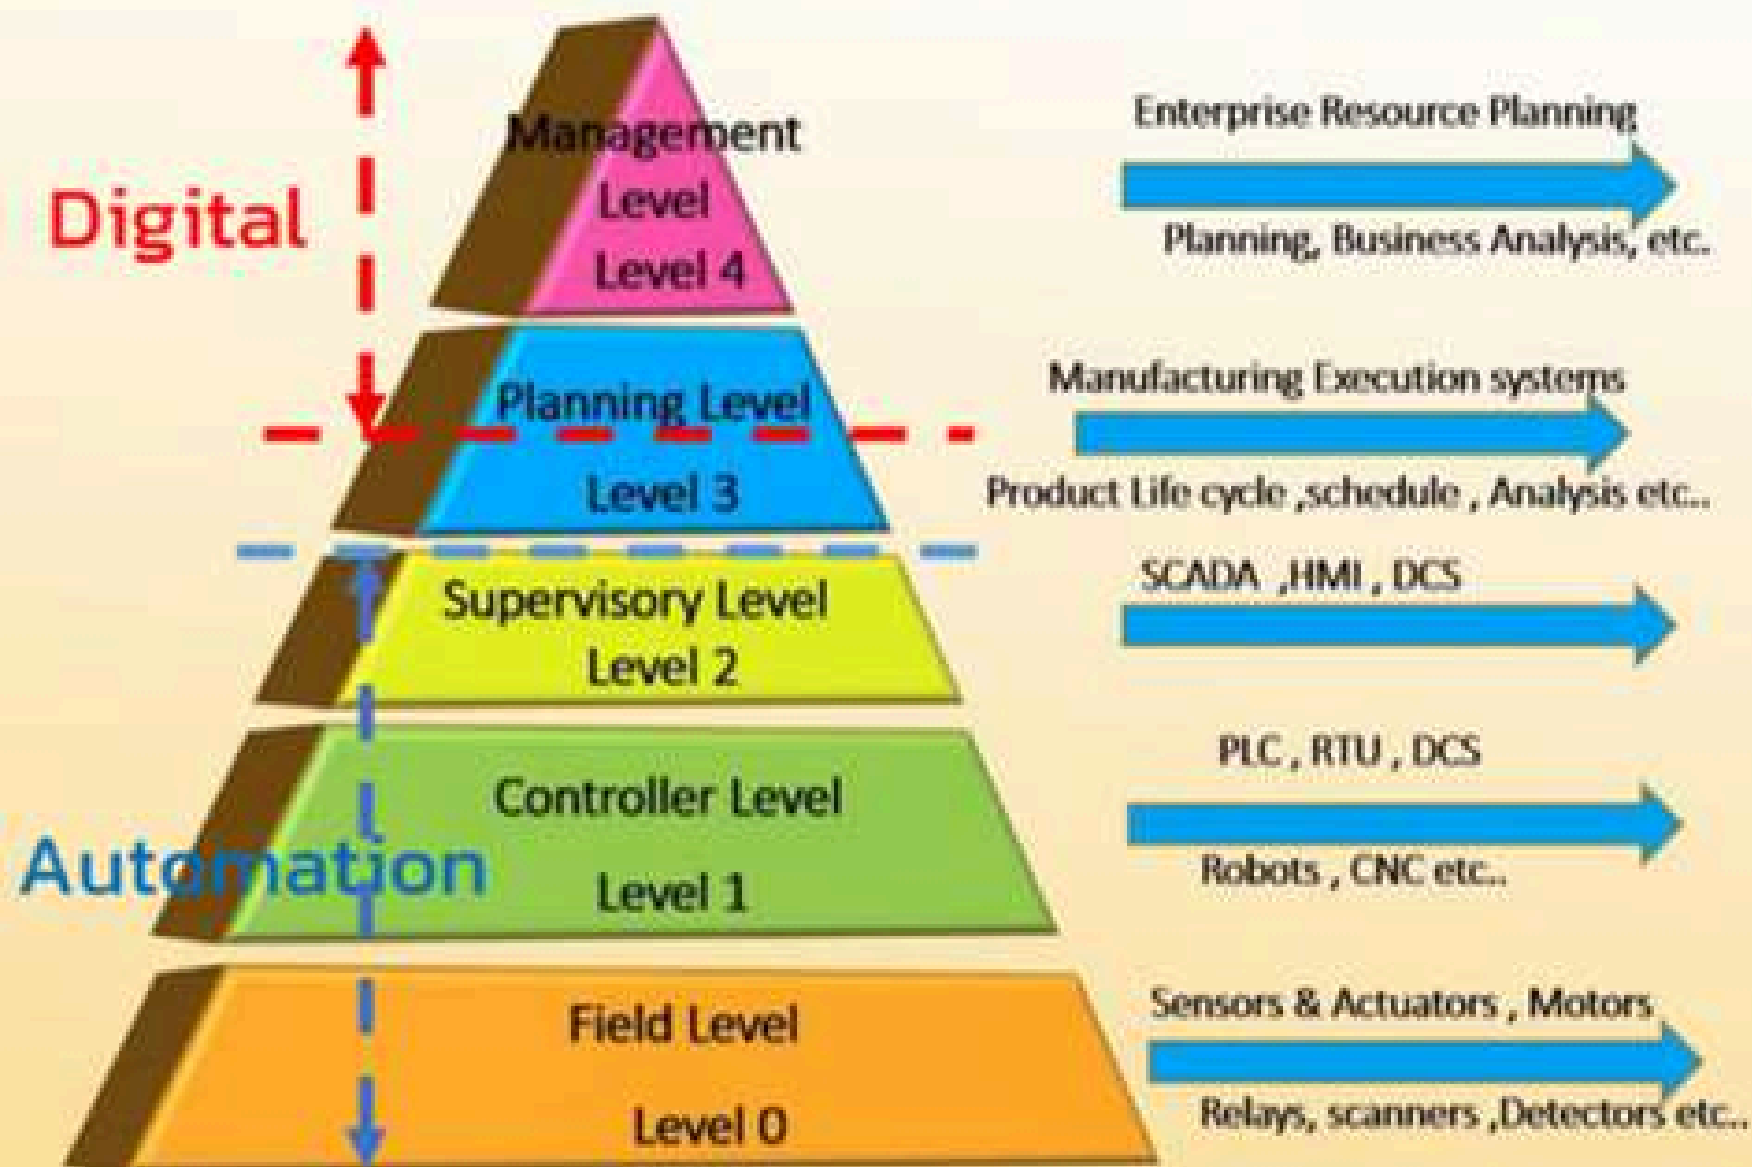 Management
Level
Level 4
Enterprise Resource Planning
Planning, Business Analysis, etc.
Digital
Planning Level
Level 3
Manufacturing Execution systems
Product Life cycle ,schedule , Analysis etc..
Supervisory Level
Level 2
SCADA ,HMI , DCS
Controller Level
Level 1
PLC , RTU , DCS
Robots , CNC etc..
Automation
Field Level
Level 0
Sensors & Actuators , Motors
Relays, scanners ,Detectors etc..